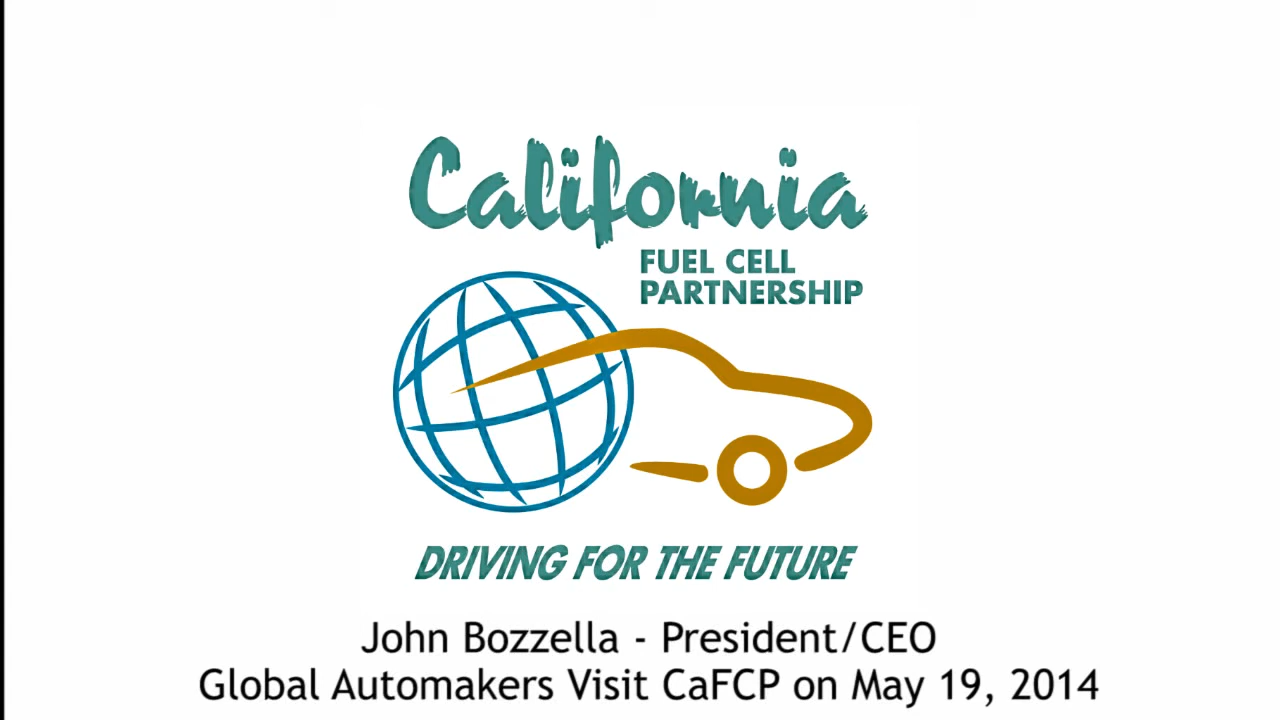 California
FUEL CELL
PARTNERSHIP
DRIVING FOR THE FUTURE
John Bozzella - President/CEO
Global Automakers Visit CaFCP on May 19, 2014